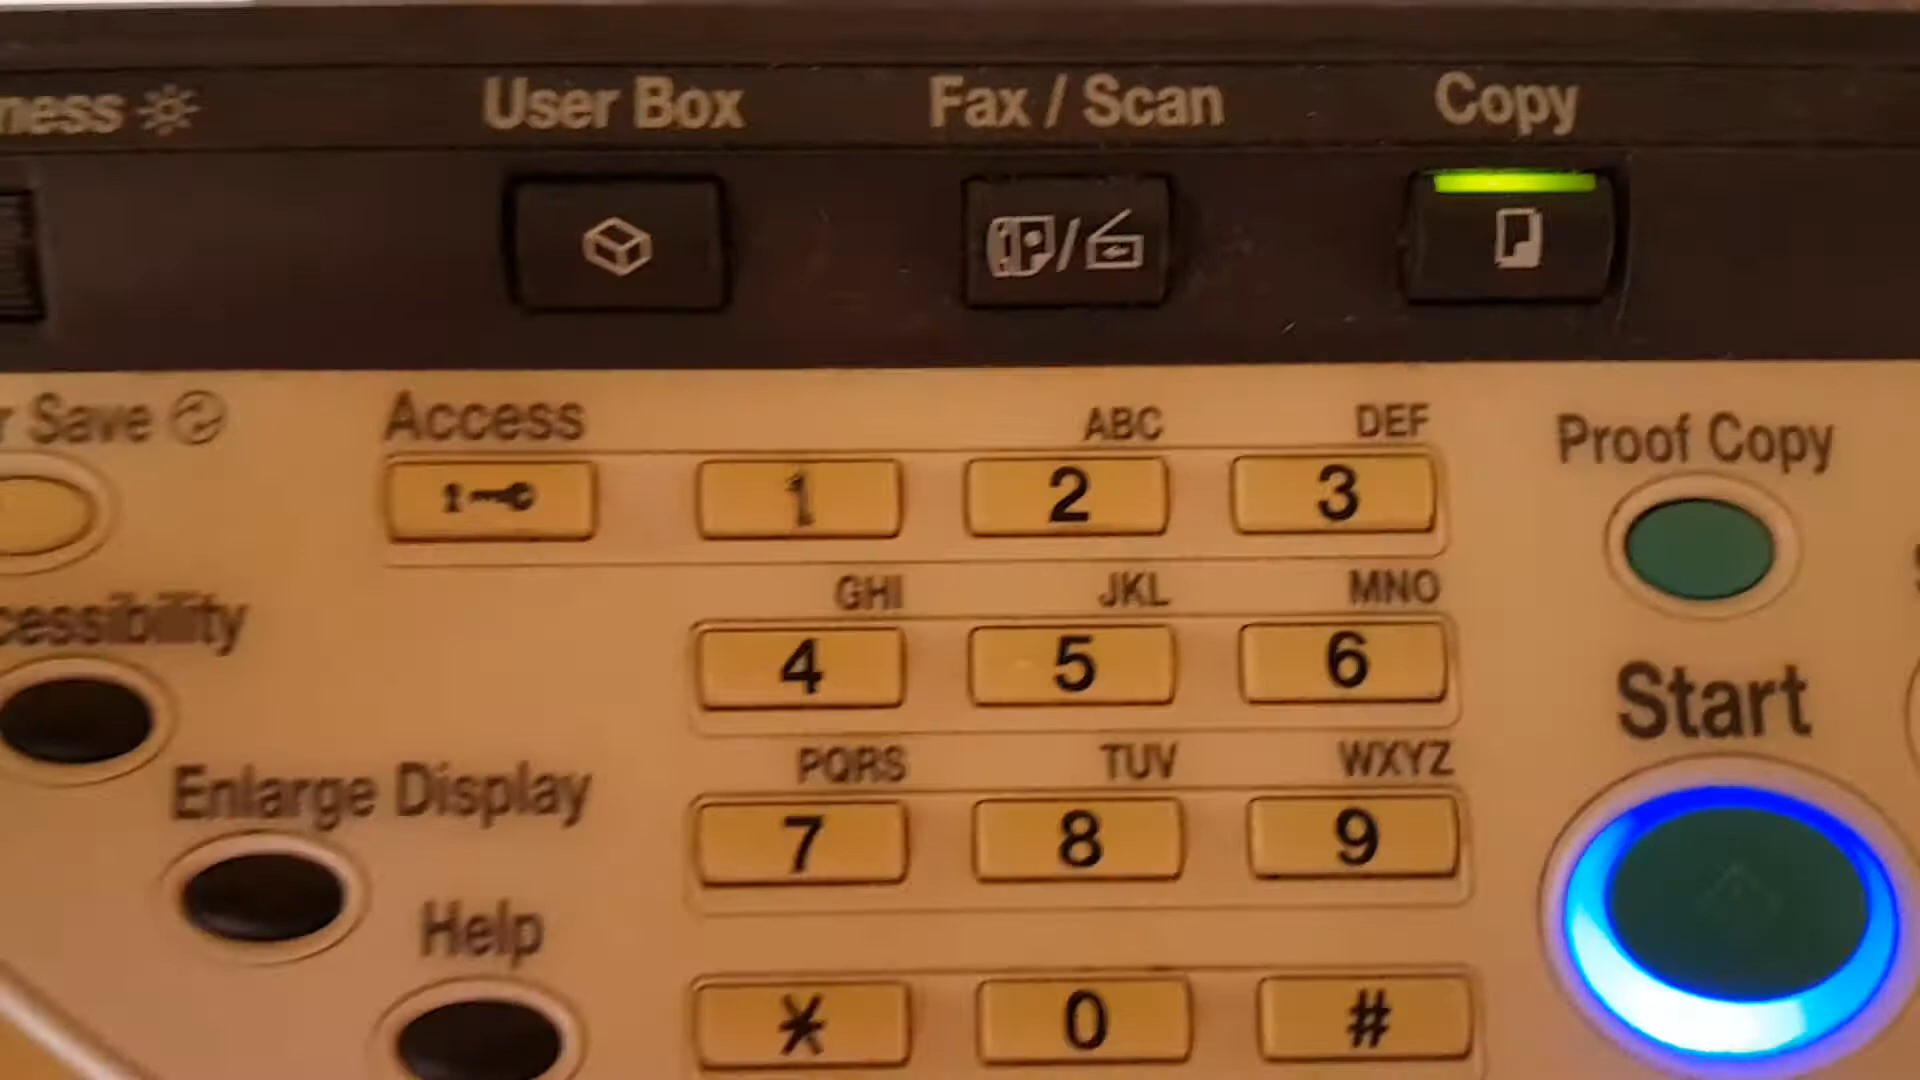 User Box
Fax / Scan
Copy
Save
Access
ABC
DEF
Proof Copy
1
2
3
GHI
JKL
MNO
4
5
6
Start
PQRS
TUV
WXYZ
Enlarge Display
7
8
9
Help
*
0
#